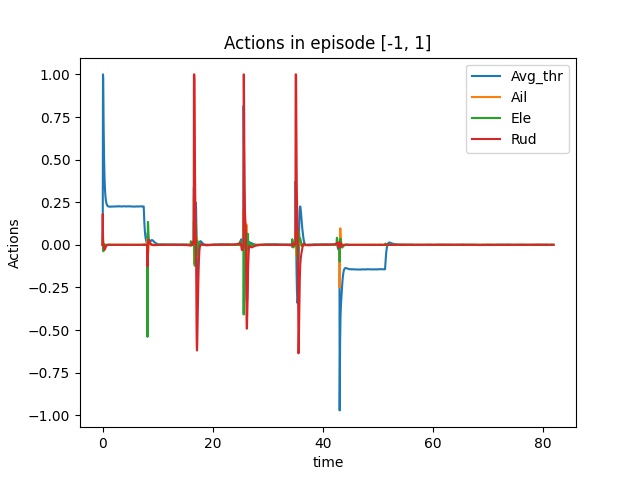 Actions in episode [-1, 1]
Avg_thr
Ail
Ele
Rud
1.00
0.75
0.50
0.25
0.00
−0.25
−0.50
−0.75
−1.00
Actions
0 20 40 60 80
time